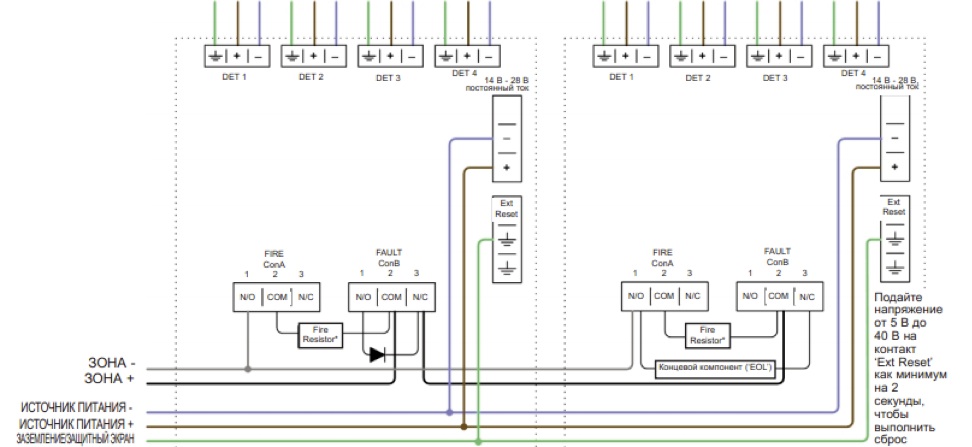 DET 1
DET 2
DET 3
DET 4
DET 1
DET 2
DET 3
DET 4
14 В - 28 В
постоянный ток
14 В - 28 В
постоянный ток
−
+
−
+
Ext
Reset
Ext
Reset
FIRE
ConA
1 2 3
N/O COM N/C
FAULT
ConB
1 2 3
N/O COM N/C
FIRE
ConA
1 2 3
N/O COM N/C
FAULT
ConB
1 2 3
N/O COM N/C
Fire
Resistor*
Fire
Resistor*
Концевой компонент ('EOL')
ЗОНА -
ЗОНА +
ИСТОЧНИК ПИТАНИЯ -
ИСТОЧНИК ПИТАНИЯ +
ЗАЗЕМЛЕНИЕ/ЗАЩИТНЫЙ ЭКРАН
Подайте
напряжение
от 5 В до
40 В на
контакт
'Ext Reset'
как минимум
на 2
секунды,
чтобы
выполнить
сброс